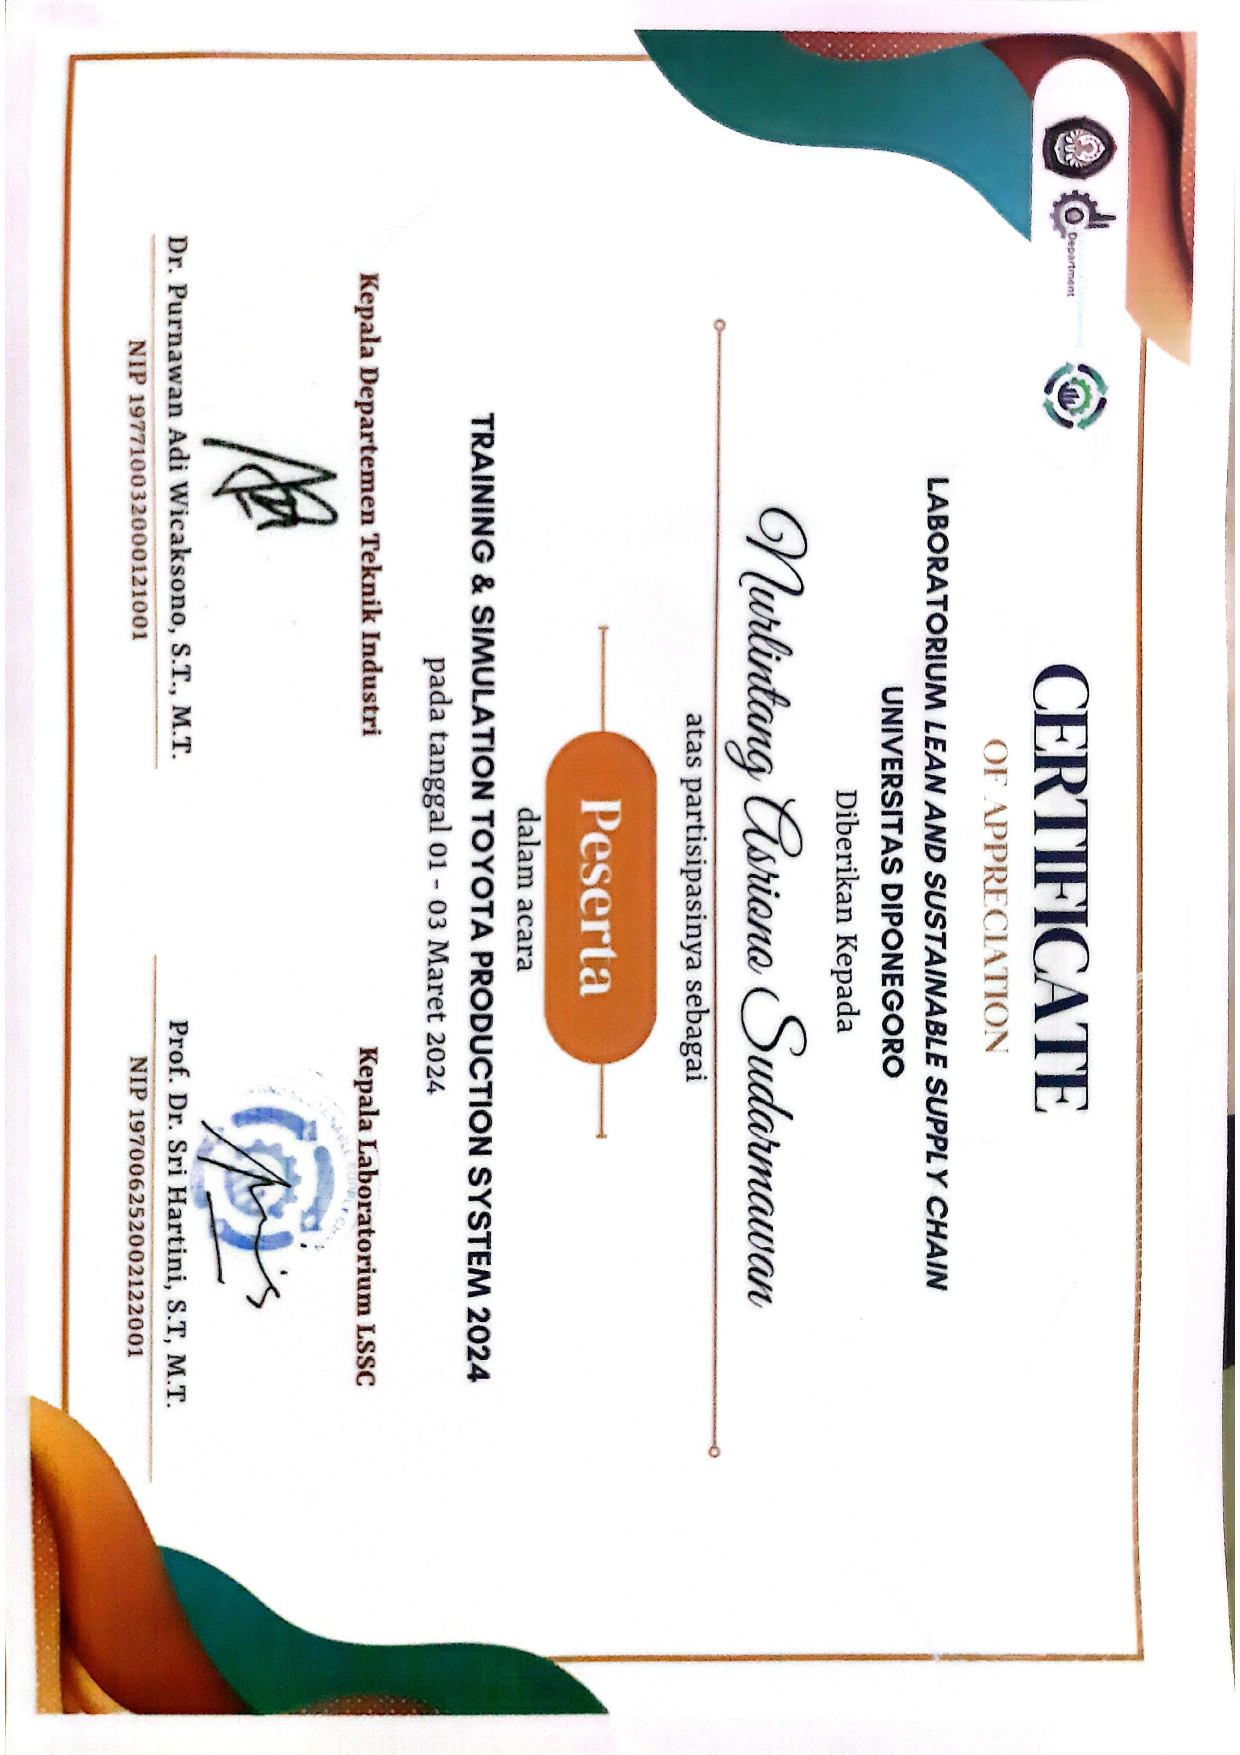 Department
CERTIFICATE
OF APPRECIATION
LABORATORIUM LEAN AND SUSTAINABLE SUPPLY CHAIN
UNIVERSITAS DIPONEGORO
Diberikan Kepada
Nurlintang Asriono Sudarmawan
atas partisipasinya sebagai
Peserta
dalam acara
TRAINING & SIMULATION TOYOTA PRODUCTION SYSTEM 2024
pada tanggal 01 - 03 Maret 2024
Kepala Departemen Teknik Industri
Kepala Laboratorium LSSC
SUPPLY CHAIN
Dr. Purnawan Adi Wicaksono, S.T., M.T.
NIP 197710032000121001
Prof. Dr. Sri Hartini, S.T, M.T.
NIP 197006252002122001